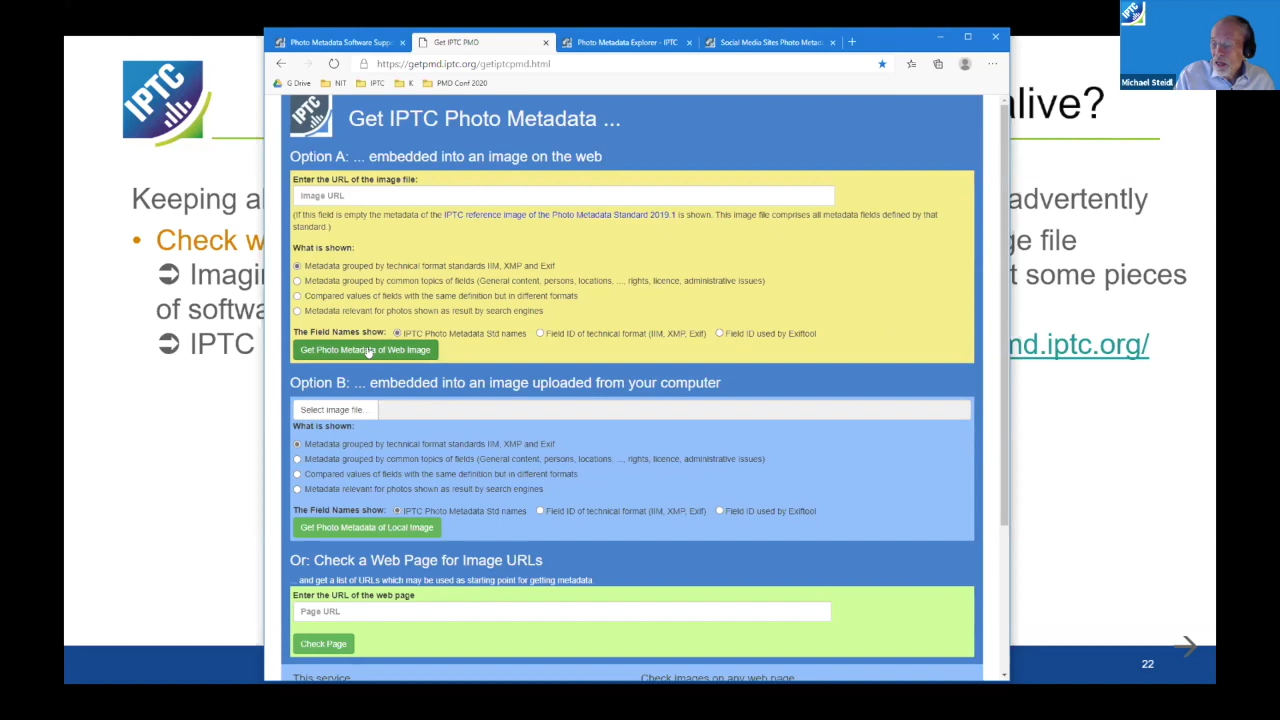 Photo Metadata Software Supp
Get IPTC PMD
Photo Metadata Explorer - IPTC
Social Media Sites Photo Metad
https://getpmd.iptc.org/getiptcpmd.html
G Drive
NIT
IPTC
K
PMD Conf 2020
Michael Steidl
IPTC
alive?
Get IPTC Photo Metadata ...
Option A: ... embedded into an image on the web
Enter the URL of the image file:
Image URL
(If this field is empty the metadata of the IPTC reference image of the Photo Metadata Standard 2019.1 is shown. This image file comprises all metadata fields defined by that
standard.)
What is shown:
Metadata grouped by technical format standards IIM, XMP and Exif
Metadata grouped by common topics of fields (General content, persons, locations, ..., rights, licence, administrative issues)
Compared values of fields with the same definition but in different formats
Metadata relevant for photos shown as result by search engines
The Field Names show: IPTC Photo Metadata Std names Field ID of technical format (IIM, XMP, Exif) Field ID used by Exiftool
Get Photo Metadata of Web Image
Option B: ... embedded into an image uploaded from your computer
Select image file...
What is shown:
Metadata grouped by technical format standards IIM, XMP and Exif
Metadata grouped by common topics of fields (General content, persons, locations, ..., rights, licence, administrative issues)
Compared values of fields with the same definition but in different formats
Metadata relevant for photos shown as result by search engines
The Field Names show: IPTC Photo Metadata Std names Field ID of technical format (IIM, XMP, Exif) Field ID used by Exiftool
Get Photo Metadata of Local Image
Or: Check a Web Page for Image URLs
... and get a list of URLs which may be used as starting point for getting metadata
Enter the URL of the web page
Page URL
Check Page
This service
Check images on any web page
Keeping a
advertently
• Check w
ge file
➲ Imagi
t some pieces
of softwa
➲ IPTC
md.iptc.org/
22